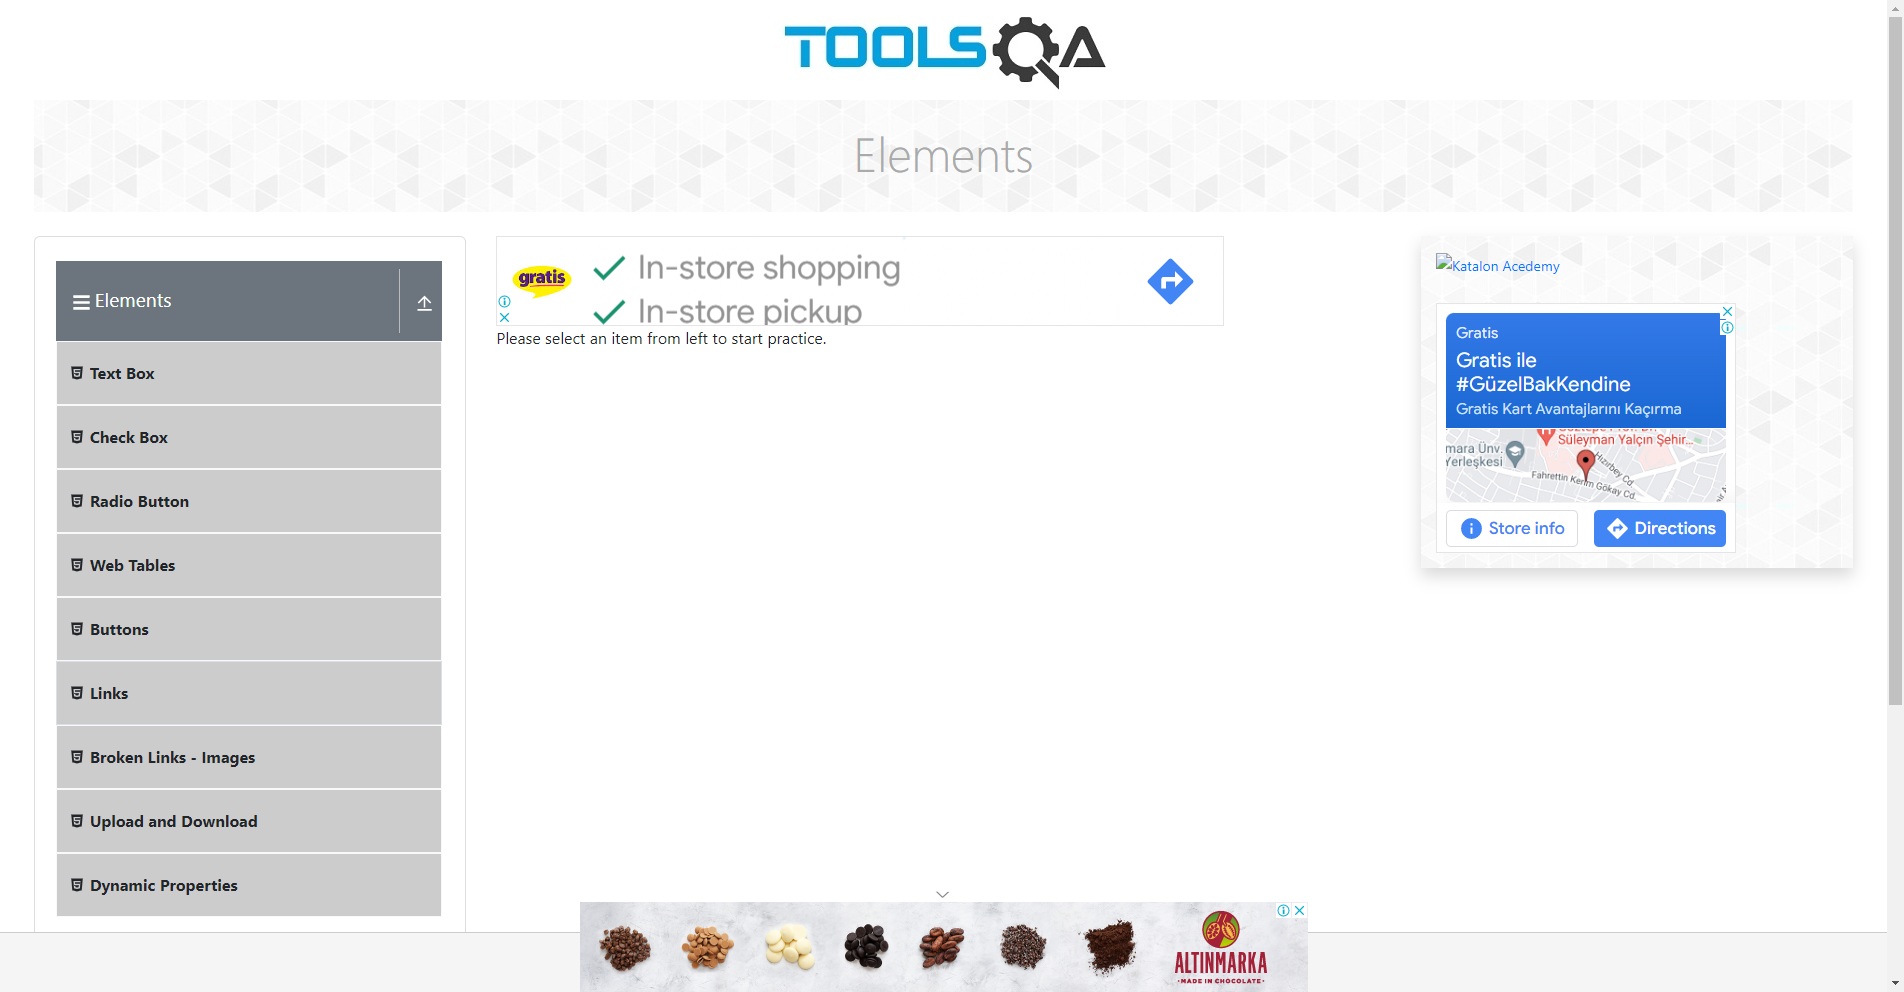 TOOLSQA
Elements
Elements
Text Box
Check Box
Radio Button
Web Tables
Buttons
Links
Broken Links - Images
Upload and Download
Dynamic Properties
gratis
In-store shopping
In-store pickup
Please select an item from left to start practice.
Katalon Acedemy
Gratis
Gratis ile
#GüzelBakKendine
Gratis Kart Avantajlarını Kaçırma
Süleyman Yalçın Şehir...
mara Ünv.
Yerleşkesi
Hızırbey Cd.
Fahrettin Kerim Gökay Cd.
Store info
Directions
ALTINMARKA
·MADE IN CHOCOLATE·